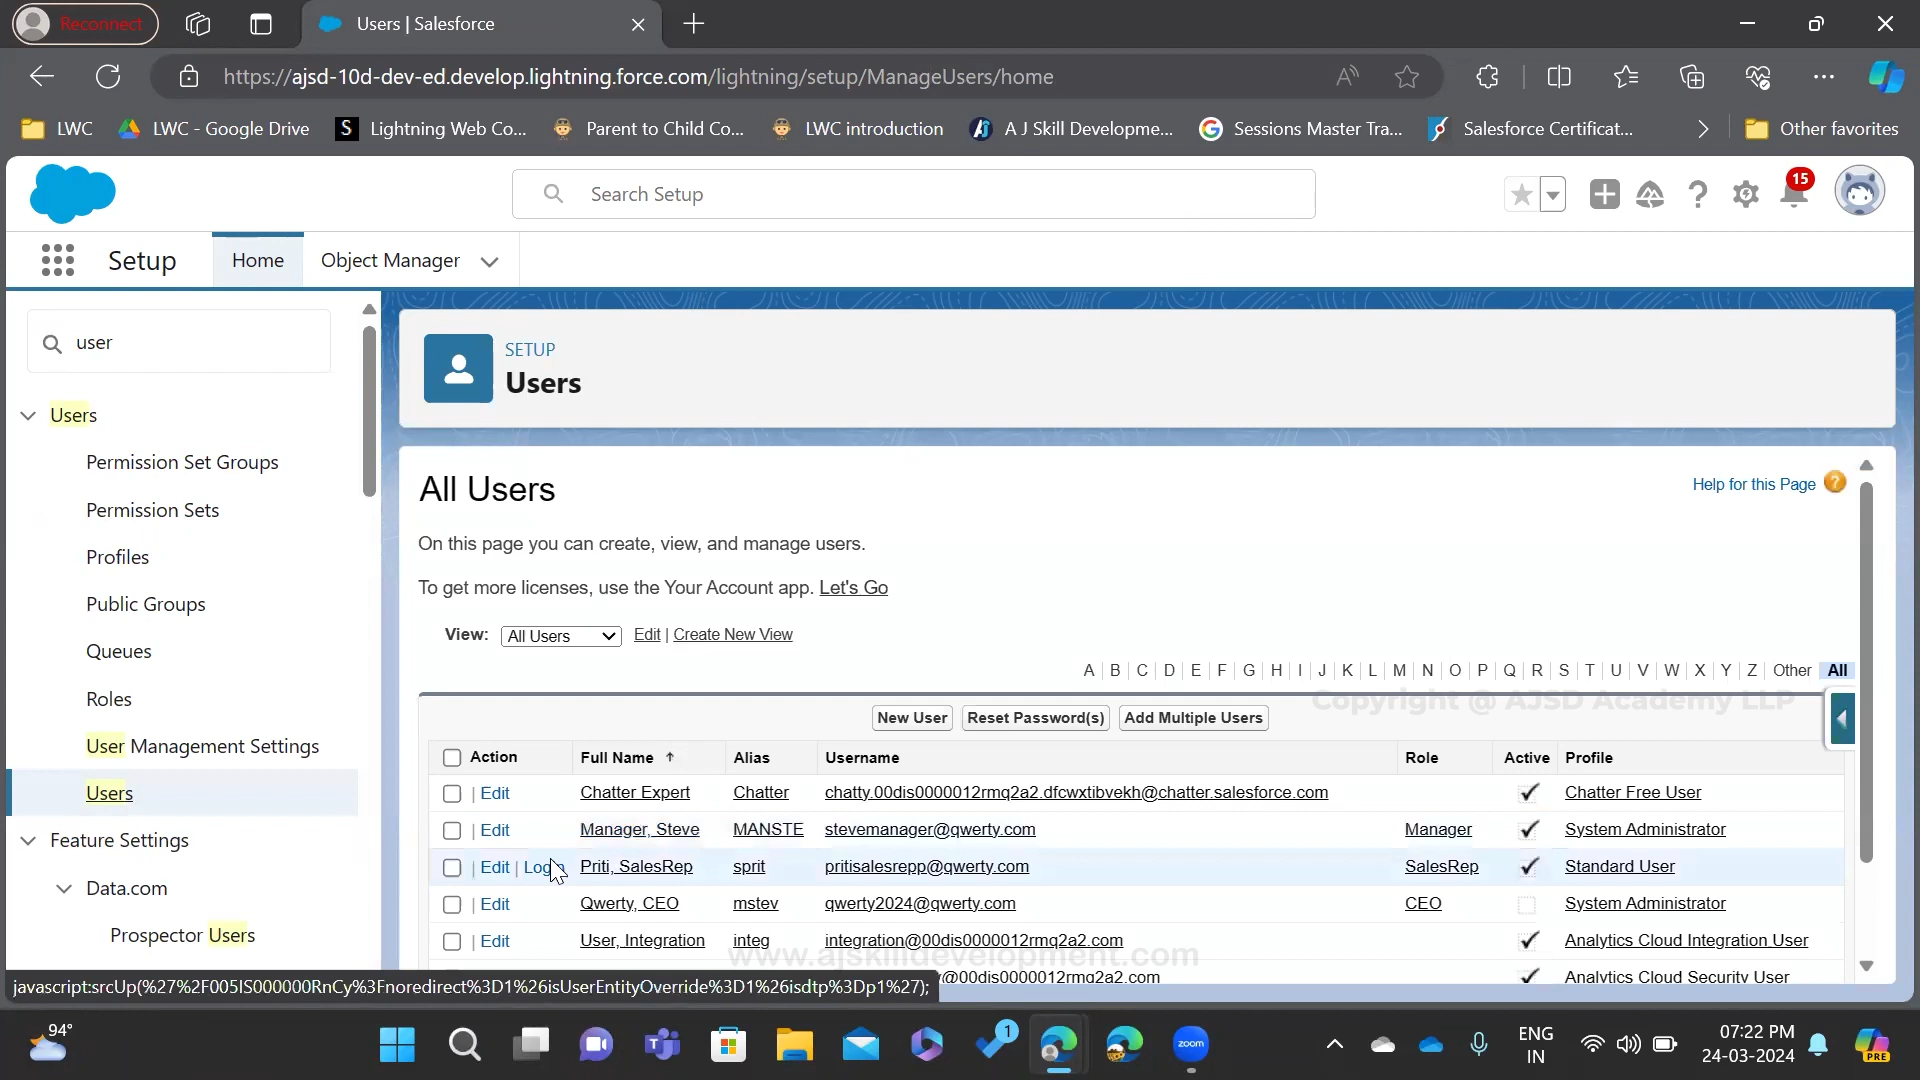 Reconnect
Users | Salesforce
https://ajsd-10d-dev-ed.develop.lightning.force.com/lightning/setup/ManageUsers/home
LWC
LWC - Google Drive
S
Lightning Web Co...
Parent to Child Co...
LWC introduction
A J Skill Developme...
Sessions Master Tra...
Salesforce Certificat...
Other favorites
Search Setup
15
Setup
Home
Object Manager
user
Users
Permission Set Groups
Permission Sets
Profiles
Public Groups
Queues
Roles
User Management Settings
Users
Feature Settings
Data.com
Prospector Users
SETUP
Users
All Users
Help for this Page ?
On this page you can create, view, and manage users.
To get more licenses, use the Your Account app. Let's Go
View: All Users Edit | Create New View
A | B | C | D | E | F | G | H | I | J | K | L | M | N | O | P | Q | R | S | T | U | V | W | X | Y | Z | Other | All
Copyright @ AJSD Academy LLP
New User Reset Password(s) Add Multiple Users
Action Full Name Alias Username Role Active Profile
| Edit Chatter Expert Chatter chatty.00dis0000012rmq2a2.dfcwxtibvekh@chatter.salesforce.com Chatter Free User
| Edit Manager, Steve MANSTE stevemanager@qwerty.com Manager System Administrator
| Edit | Login Priti, SalesRep sprit pritisalesrepp@qwerty.com SalesRep Standard User
| Edit Qwerty, CEO mstev qwerty2024@qwerty.com CEO System Administrator
| Edit User, Integration integ integration@00dis0000012rmq2a2.com Analytics Cloud Integration User
www.ajskilldevelopment.com
@00dis0000012rmq2a2.com Analytics Cloud Security User
javascript:srcUp(%27%2F005IS000000RnCy%3Fnoredirect%3D1%26isUserEntityOverride%3D1%26isdtp%3Dp1%27);
94°
1
zoom
ENG
IN
07:22 PM
24-03-2024
PRE